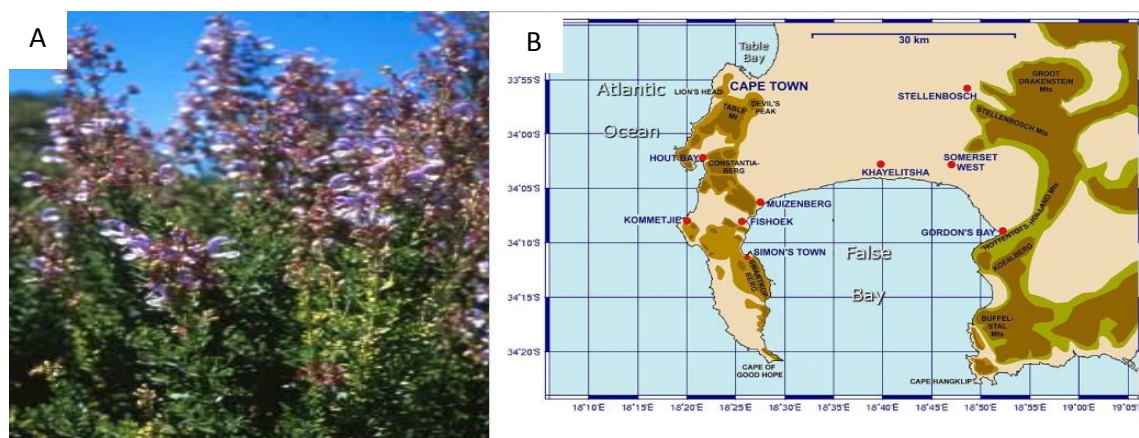 A
B
30 km
Table
Bay
CAPE TOWN
LION'S HEAD
DEVIL'S
PEAK
TABLE
Mt
Atlantic
Ocean
GROOT
DRAKENSTEIN
Mts
STELLENBOSCH
STELLENBOSCH Mts
HOUT BAY
CONSTANTIA-
BERG
KHAYELITSHA
SOMERSET
WEST
MUIZENBERG
KOMMETJIE
FISHOEK
GORDON'S BAY
HOTTENTOTS-HOLLAND Mts
KOEëLBERG
SIMON'S TOWN
SWARTKOP
BERG
False
Bay
BUFFEL-
STAL
Mts
CAPE OF
GOOD HOPE
CAPE HANGKLIP
33°55'S
34°00'S
34°05'S
34°10'S
34°15'S
34°20'S
18°10'E
18°15'E
18°20'E
18°25'E
18°30'E
18°35'E
18°40'E
18°45'E
18°50'E
18°55'E
19°00'E
19°05'E